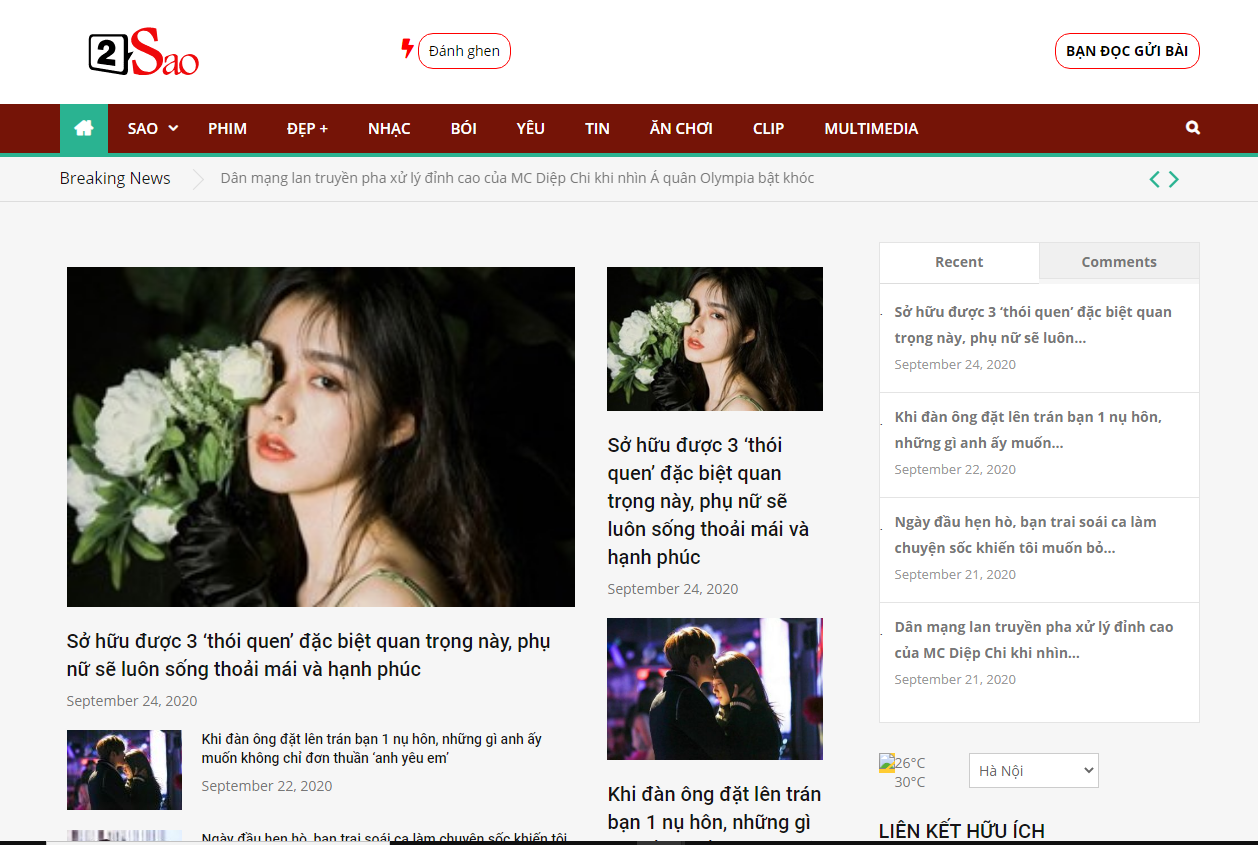 2Sao
Đánh ghen
BẠN ĐỌC GỬI BÀI
SAO
PHIM
ĐẸP +
NHẠC
BÓI
YÊU
TIN
ĂN CHƠI
CLIP
MULTIMEDIA
Breaking News
Dân mạng lan truyền pha xử lý đỉnh cao của MC Diệp Chi khi nhìn Á quân Olympia bật khóc
Sở hữu được 3 ‘thói quen’ đặc biệt quan trọng này, phụ
nữ sẽ luôn sống thoải mái và hạnh phúc
September 24, 2020
Khi đàn ông đặt lên trán bạn 1 nụ hôn, những gì anh ấy
muốn không chỉ đơn thuần ‘anh yêu em’
September 22, 2020
Ngày đầu hẹn hò, bạn trai soái ca làm chuyện sốc khiến tôi
Sở hữu được 3 ‘thói
quen’ đặc biệt quan
trọng này, phụ nữ sẽ
luôn sống thoải mái và
hạnh phúc
September 24, 2020
Khi đàn ông đặt lên trán
bạn 1 nụ hôn, những gì
Recent
Comments
Sở hữu được 3 ‘thói quen’ đặc biệt quan
trọng này, phụ nữ sẽ luôn...
September 24, 2020
Khi đàn ông đặt lên trán bạn 1 nụ hôn,
những gì anh ấy muốn...
September 22, 2020
Ngày đầu hẹn hò, bạn trai soái ca làm
chuyện sốc khiến tôi muốn bỏ...
September 21, 2020
Dân mạng lan truyền pha xử lý đỉnh cao
của MC Diệp Chi khi nhìn...
September 21, 2020
26°C
30°C
Hà Nội
LIÊN KẾT HỮU ÍCH